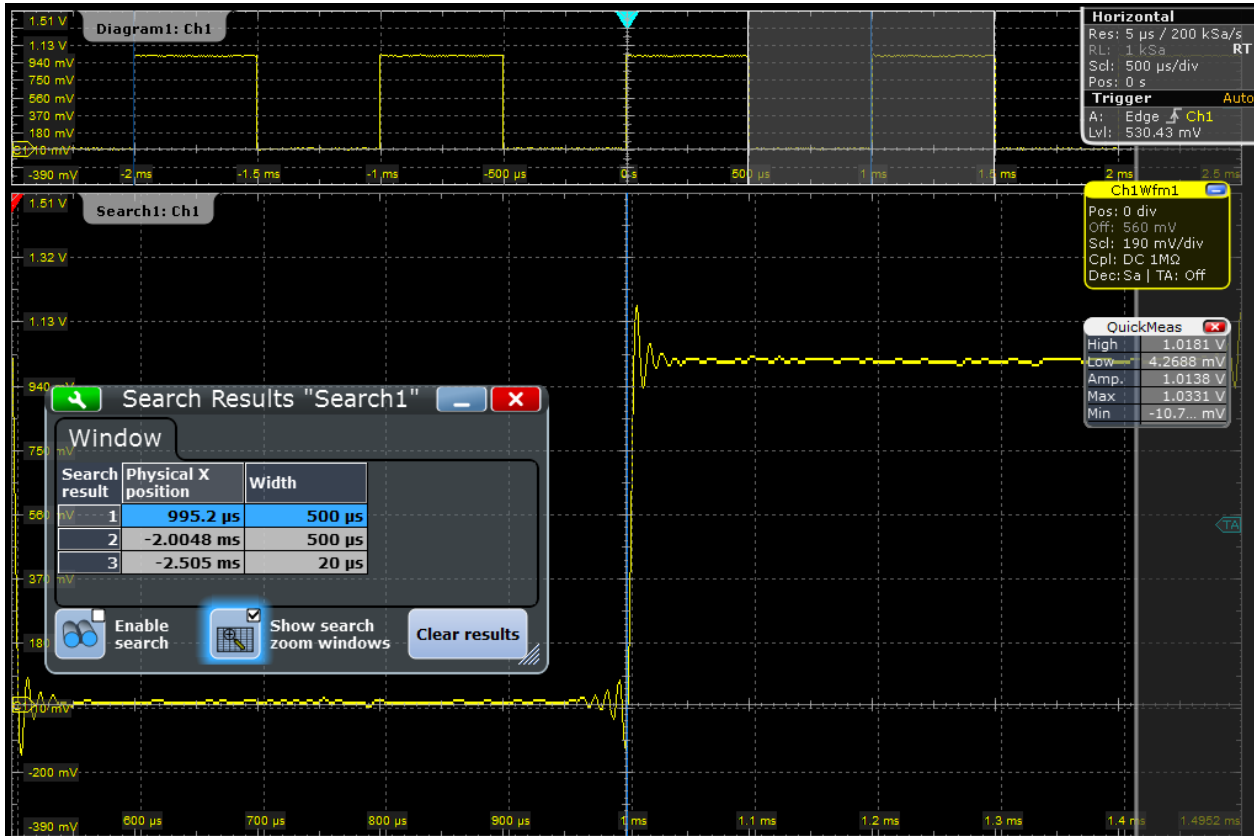 1.51 V
Diagram1: Ch1
1.13 V
940 mV
750 mV
560 mV
370 mV
180 mV
-10 mV
-390 mV
-2 ms
-1.5 ms
-1 ms
-500 µs
0 s
500 µs
1 ms
1.5 ms
2 ms
2.5 ms
Horizontal
Res: 5 µs / 200 kSa/s
RL: 1 kSa RT
Scl: 500 µs/div
Pos: 0 s
Trigger Auto
A: Edge Ch1
Lvl: 530.43 mV
Ch1Wfm1
Pos: 0 div
Off: 560 mV
Scl: 190 mV/div
Cpl: DC 1MΩ
Dec: Sa | TA: Off
QuickMeas
High 1.0181 V
Low 4.2688 mV
Amp. 1.0138 V
Max 1.0331 V
Min -10.7... mV
TA
1.51 V
Search1: Ch1
1.32 V
1.13 V
940 mV
750 mV
560 mV
370 mV
180
-10 mV
-200 mV
-390 mV
Search Results "Search1"
Window
Search result Physical X position Width
1 995.2 µs 500 µs
2 -2.0048 ms 500 µs
3 -2.505 ms 20 µs
Enable search
Show search zoom windows
Clear results
600 µs
700 µs
800 µs
900 µs
1 ms
1.1 ms
1.2 ms
1.3 ms
1.4 ms
1.4952 ms